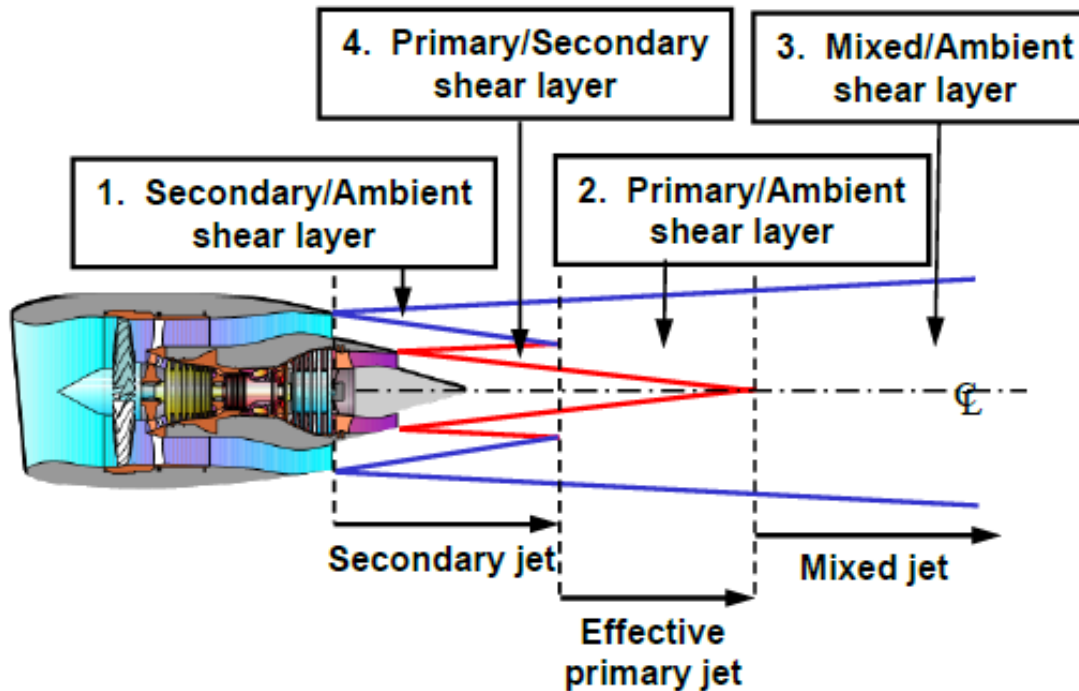 4. Primary/Secondary
shear layer
3. Mixed/Ambient
shear layer
1. Secondary/Ambient
shear layer
2. Primary/Ambient
shear layer
℄
Secondary jet
Mixed jet
Effective
primary jet